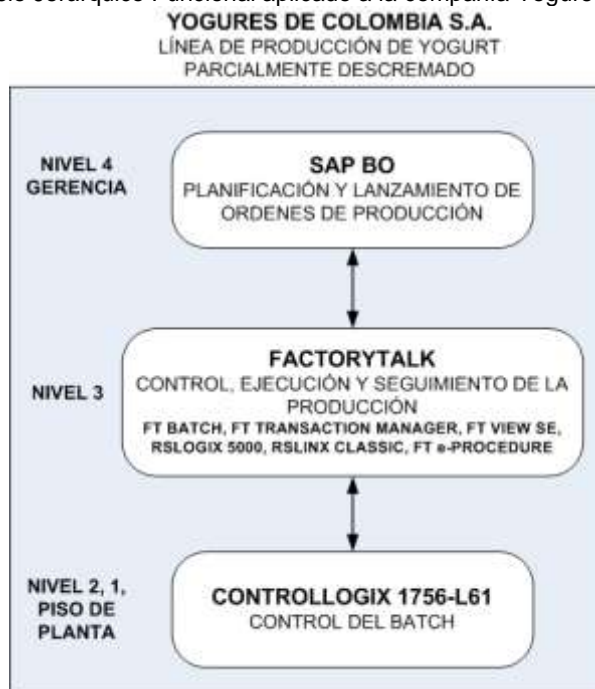 Funcional aplicado a la compañía
YOGURES DE COLOMBIA S.A.
LÍNEA DE PRODUCCIÓN DE YOGURT
PARCIALMENTE DESCREMADO
NIVEL 4
GERENCIA
SAP BO
PLANIFICACIÓN Y LANZAMIENTO DE
ORDENES DE PRODUCCIÓN
NIVEL 3
FACTORYTALK
CONTROL, EJECUCIÓN Y SEGUIMIENTO DE LA
PRODUCCIÓN
FT BATCH, FT TRANSACTION MANAGER, FT VIEW SE,
RSLOGIX 5000, RSLINX CLASSIC, FT e-PROCEDURE
NIVEL 2, 1,
PISO DE
PLANTA
CONTROLLOGIX 1756-L61
CONTROL DEL BATCH